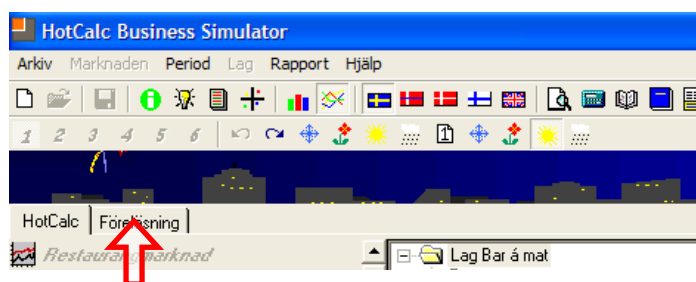 HotCalc Business Simulator
Arkiv Marknaden Period Lag Rapport Hjälp
1 2 3 4 5 6 1
HotCalc Föreläsning
Restaurangmarknad Lag Bar á mat